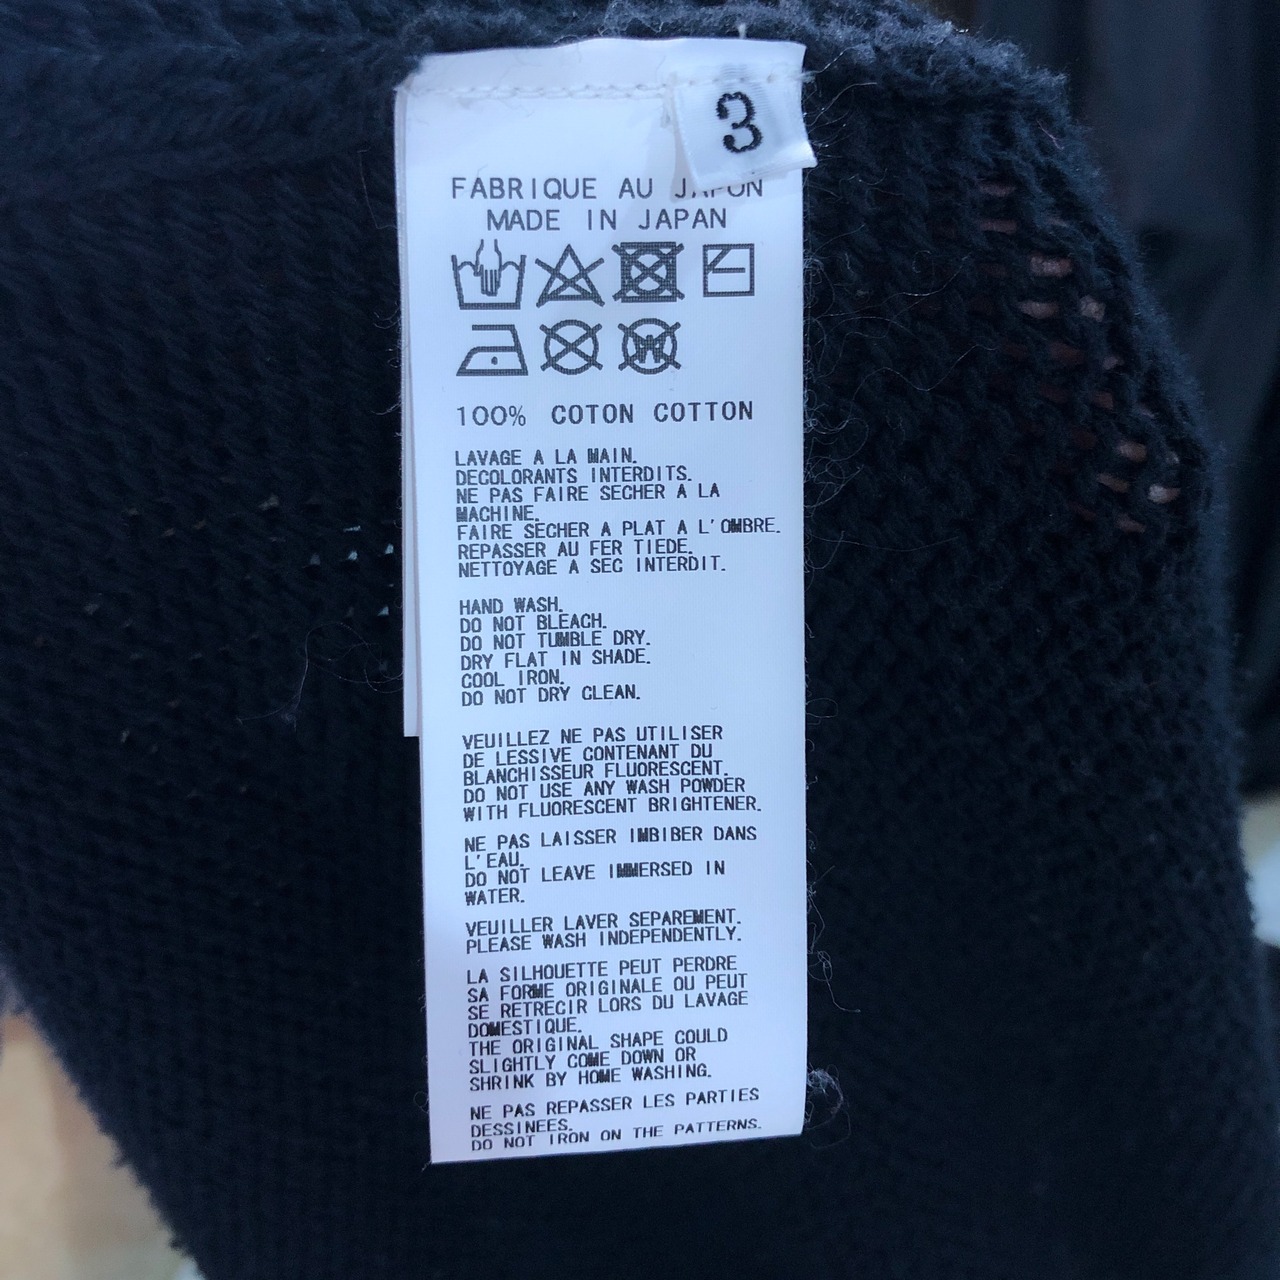 3
FABRIQUE AU JAPON
MADE IN JAPAN
W
100% COTON COTTON
LAVAGE A LA MAIN.
DECOLORANTS INTERDITS.
NE PAS FAIRE SECHER A LA
MACHINE.
FAIRE SECHER A PLAT A L'OMBRE.
REPASSER AU FER TIEDE.
NETTOYAGE A SEC INTERDIT.
HAND WASH.
DO NOT BLEACH.
DO NOT TUMBLE DRY.
DRY FLAT IN SHADE.
COOL IRON.
DO NOT DRY CLEAN.
VEUILLEZ NE PAS UTILISER
DE LESSIVE CONTENANT DU
BLANCHISSEUR FLUORESCENT.
DO NOT USE ANY WASH POWDER
WITH FLUORESCENT BRIGHTENER.
NE PAS LAISSER IMBIBER DANS
L'EAU.
DO NOT LEAVE IMMERSED IN
WATER.
VEUILLER LAVER SEPAREMENT.
PLEASE WASH INDEPENDENTLY.
LA SILHOUETTE PEUT PERDRE
SA FORME ORIGINALE OU PEUT
SE RETRECIR LORS DU LAVAGE
DOMESTIQUE.
THE ORIGINAL SHAPE COULD
SLIGHTLY COME DOWN OR
SHRINK BY HOME WASHING.
NE PAS REPASSER LES PARTIES
DESSINEES.
DO NOT IRON ON THE PATTERNS.